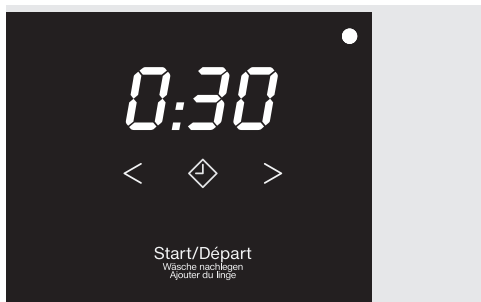 0:30
< >
Start/Départ
Wäsche nachlegen
Ajouter du linge